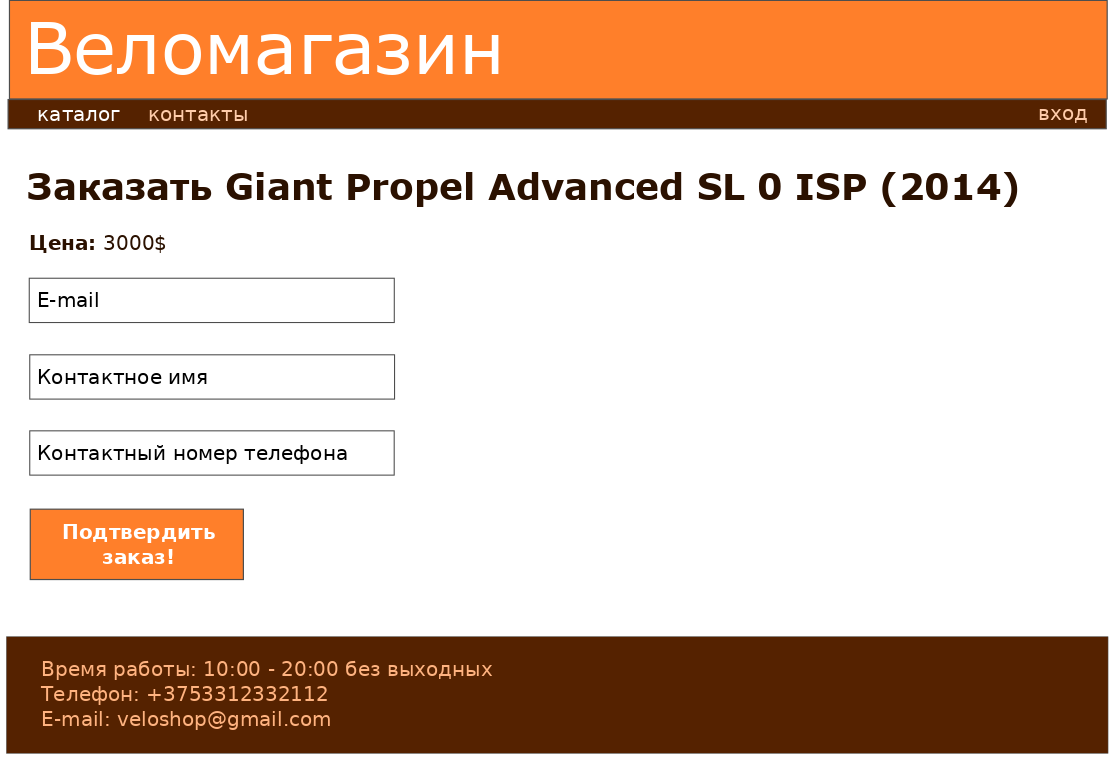 Веломагазин
каталог контакты вход
Заказать Giant Propel Advanced SL 0 ISP (2014)
Цена: 3000$
E-mail
Контактное имя
Контактный номер телефона
Подтвердить
заказ!
Время работы: 10:00 - 20:00 без выходных
Телефон: +3753312332112
E-mail: veloshop@gmail.com